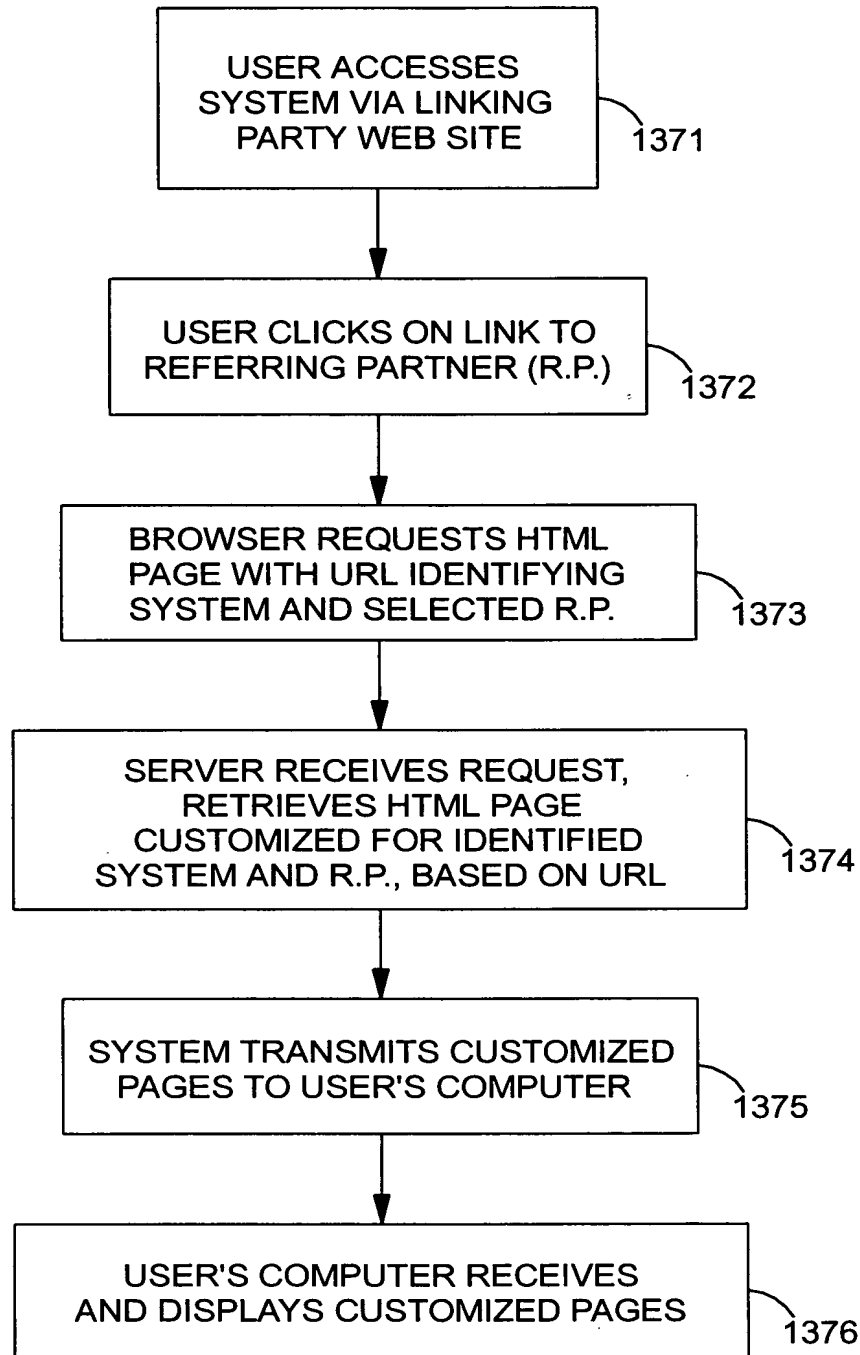 USER ACCESSES
SYSTEM VIA LINKING
PARTY WEB SITE
1371
USER CLICKS ON LINK TO
REFERRING PARTNER (R.P.)
1372
BROWSER REQUESTS HTML
PAGE WITH URL IDENTIFYING
SYSTEM AND SELECTED R.P.
1373
SERVER RECEIVES REQUEST,
RETRIEVES HTML PAGE
CUSTOMIZED FOR IDENTIFIED
SYSTEM AND R.P., BASED ON URL
1374
SYSTEM TRANSMITS CUSTOMIZED
PAGES TO USER'S COMPUTER
1375
USER'S COMPUTER RECEIVES
AND DISPLAYS CUSTOMIZED PAGES
1376